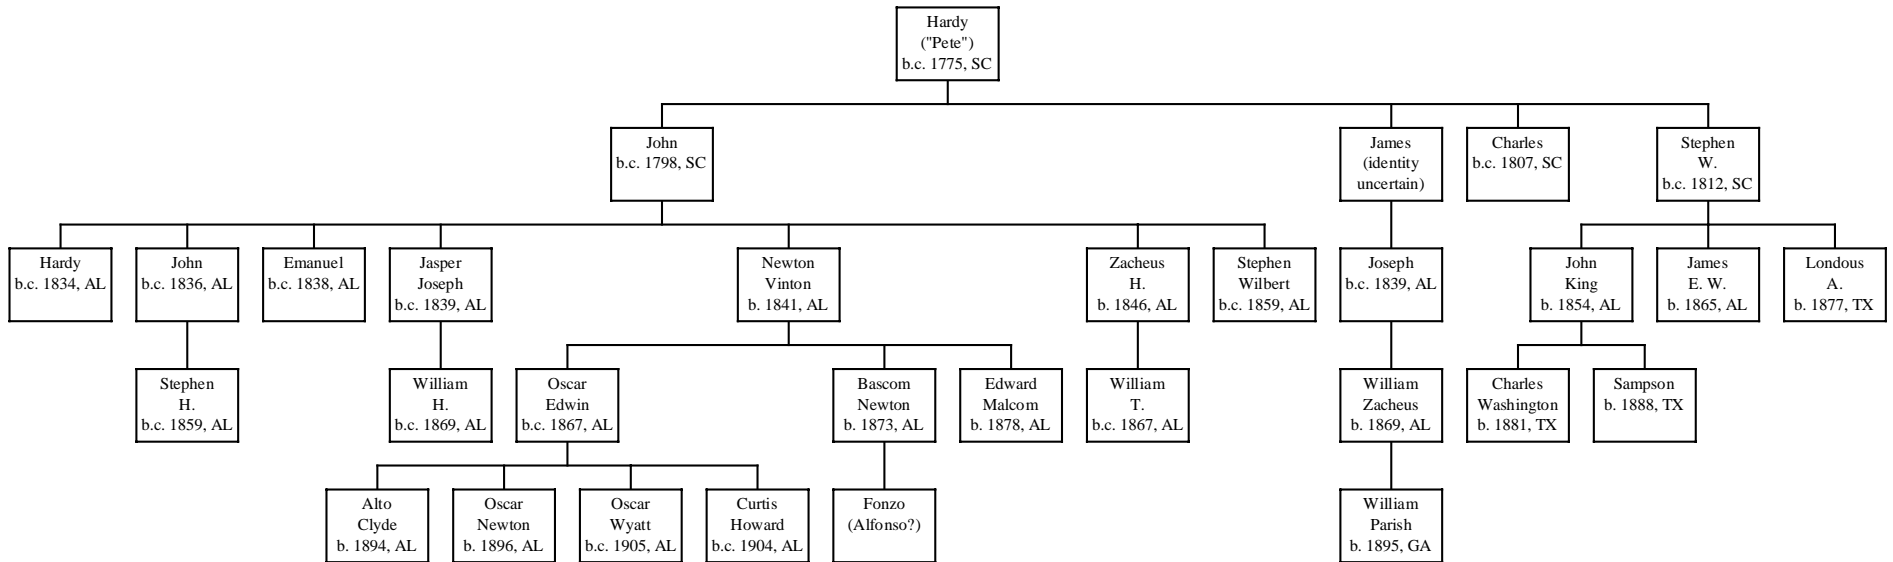 Hardy
("Pete")
b.c. 1775, SC
John
b.c. 1798, SC
James
(identity
uncertain)
Charles
b.c. 1807, SC
Stephen
W.
b.c. 1812, SC
Hardy
b.c. 1834, AL
John
b.c. 1836, AL
Emanuel
b.c. 1838, AL
Jasper
Joseph
b.c. 1839, AL
Newton
Vinton
b. 1841, AL
Zacheus
H.
b. 1846, AL
Stephen
Wilbert
b.c. 1859, AL
Joseph
b.c. 1839, AL
John
King
b. 1854, AL
James
E. W.
b. 1865, AL
Londous
A.
b. 1877, TX
Stephen
H.
b.c. 1859, AL
William
H.
b.c. 1869, AL
Oscar
Edwin
b.c. 1867, AL
Bascom
Newton
b. 1873, AL
Edward
Malcom
b. 1878, AL
William
T.
b.c. 1867, AL
William
Zacheus
b. 1869, AL
Charles
Washington
b. 1881, TX
Sampson
b. 1888, TX
Alto
Clyde
b. 1894, AL
Oscar
Newton
b. 1896, AL
Oscar
Wyatt
b.c. 1905, AL
Curtis
Howard
b.c. 1904, AL
Fonzo
(Alfonso?)
William
Parish
b. 1895, GA